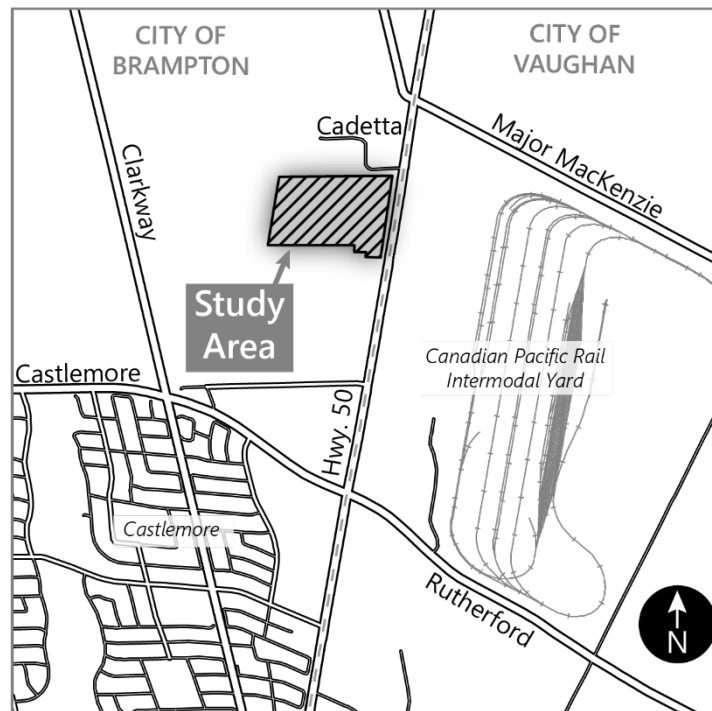 CITY OF
BRAMPTON
CITY OF
VAUGHAN
Cadetta
Major MacKenzie
Clarkway
Study
Area
Canadian Pacific Rail
Intermodal Yard
Castlemore
Hwy. 50
Castlemore
Rutherford
N